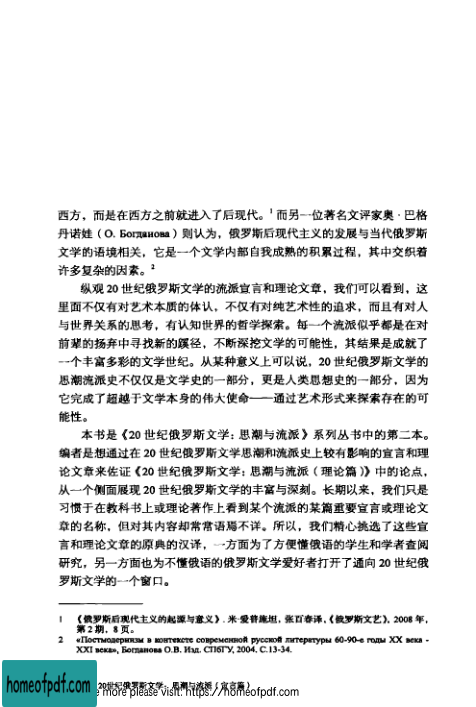 西方，而是在西方之前就进入了后现代。¹ 而另一位著名文评家奥·巴格
丹诺娃（О. Богданова）则认为，俄罗斯后现代主义的发展与当代俄罗斯
文学的语境相关，它是一个文学内部自我成熟的积累过程，其中交织着
许多复杂的因素。²
纵观 20 世纪俄罗斯文学的流派宣言和理论文章，我们可以看到，这
里面不仅有对艺术本质的体认，不仅有对纯艺术性的追求，而且有对人
与世界关系的思考，有认知世界的哲学探索。每一个流派似乎都是在对
前辈的扬弃中寻找新的蹊径，不断深挖文学的可能性，其结果是成就了
一个丰富多彩的文学世纪。从某种意义上可以说，20 世纪俄罗斯文学的
思潮流派史不仅仅是文学史的一部分，更是人类思想史的一部分，因为
它完成了超越于文学本身的伟大使命——通过艺术形式来探索存在的可
能性。
本书是《20 世纪俄罗斯文学：思潮与流派》系列丛书中的第二本。
编者是想通过在 20 世纪俄罗斯文学思潮和流派史上较有影响的宣言和理
论文章来佐证《20 世纪俄罗斯文学：思潮与流派（理论篇）》中的论点，
从一个侧面展现 20 世纪俄罗斯文学的丰富与深刻。长期以来，我们只是
习惯于在教科书上或理论著作上看到某个流派的某篇重要宣言或理论文
章的名称，但对其内容却常常语焉不详。所以，我们精心挑选了这些宣
言和理论文章的原典的汉译，一方面为了方便懂俄语的学生和学者查阅
研究，另一方面也为不懂俄语的俄罗斯文学爱好者打开了通向 20 世纪俄
罗斯文学的一个窗口。
1 《俄罗斯后现代主义的起源与意义》，米·爱普施坦，张百春译，《俄罗斯文艺》，2008 年，
第 2 期，8 页。
2 «Постмодернизм в контексте современной русской литературы 60-90-е годы XX века -
XXI века», Богданова О.В. Изд. СПбГУ, 2004. С.13-34.
20世纪俄罗斯文学：思潮与流派（宣言篇）
homeofpdf.com
more please visit: https://homeofpdf.com